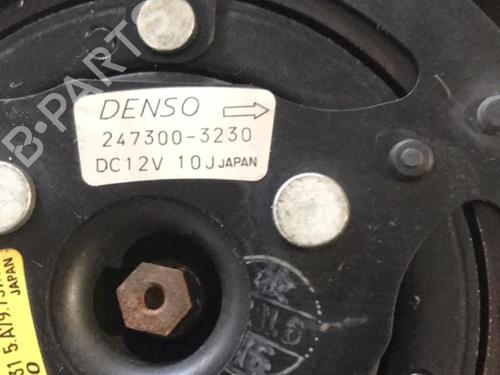 B-PARTS
DENSO
247300-3230
DC12V 10J JAPAN
JAPAN